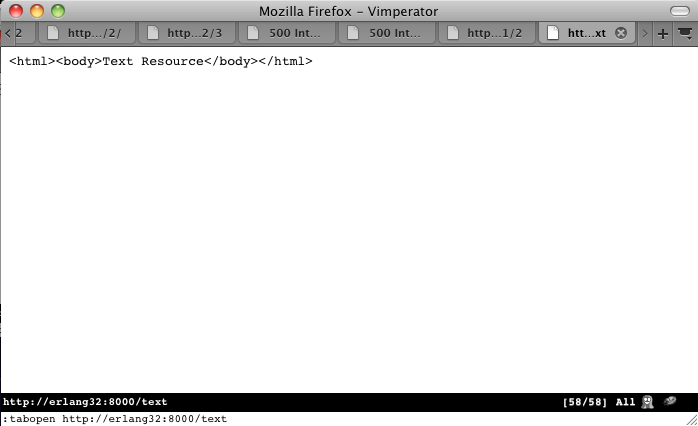 Mozilla Firefox - Vimperator
2
http.../2/
http...2/3
500 Int...
500 Int...
http...1/2
htt...xt
<html><body>Text Resource</body></html>
http://erlang32:8000/text
[58/58] All
:tabopen http://erlang32:8000/text